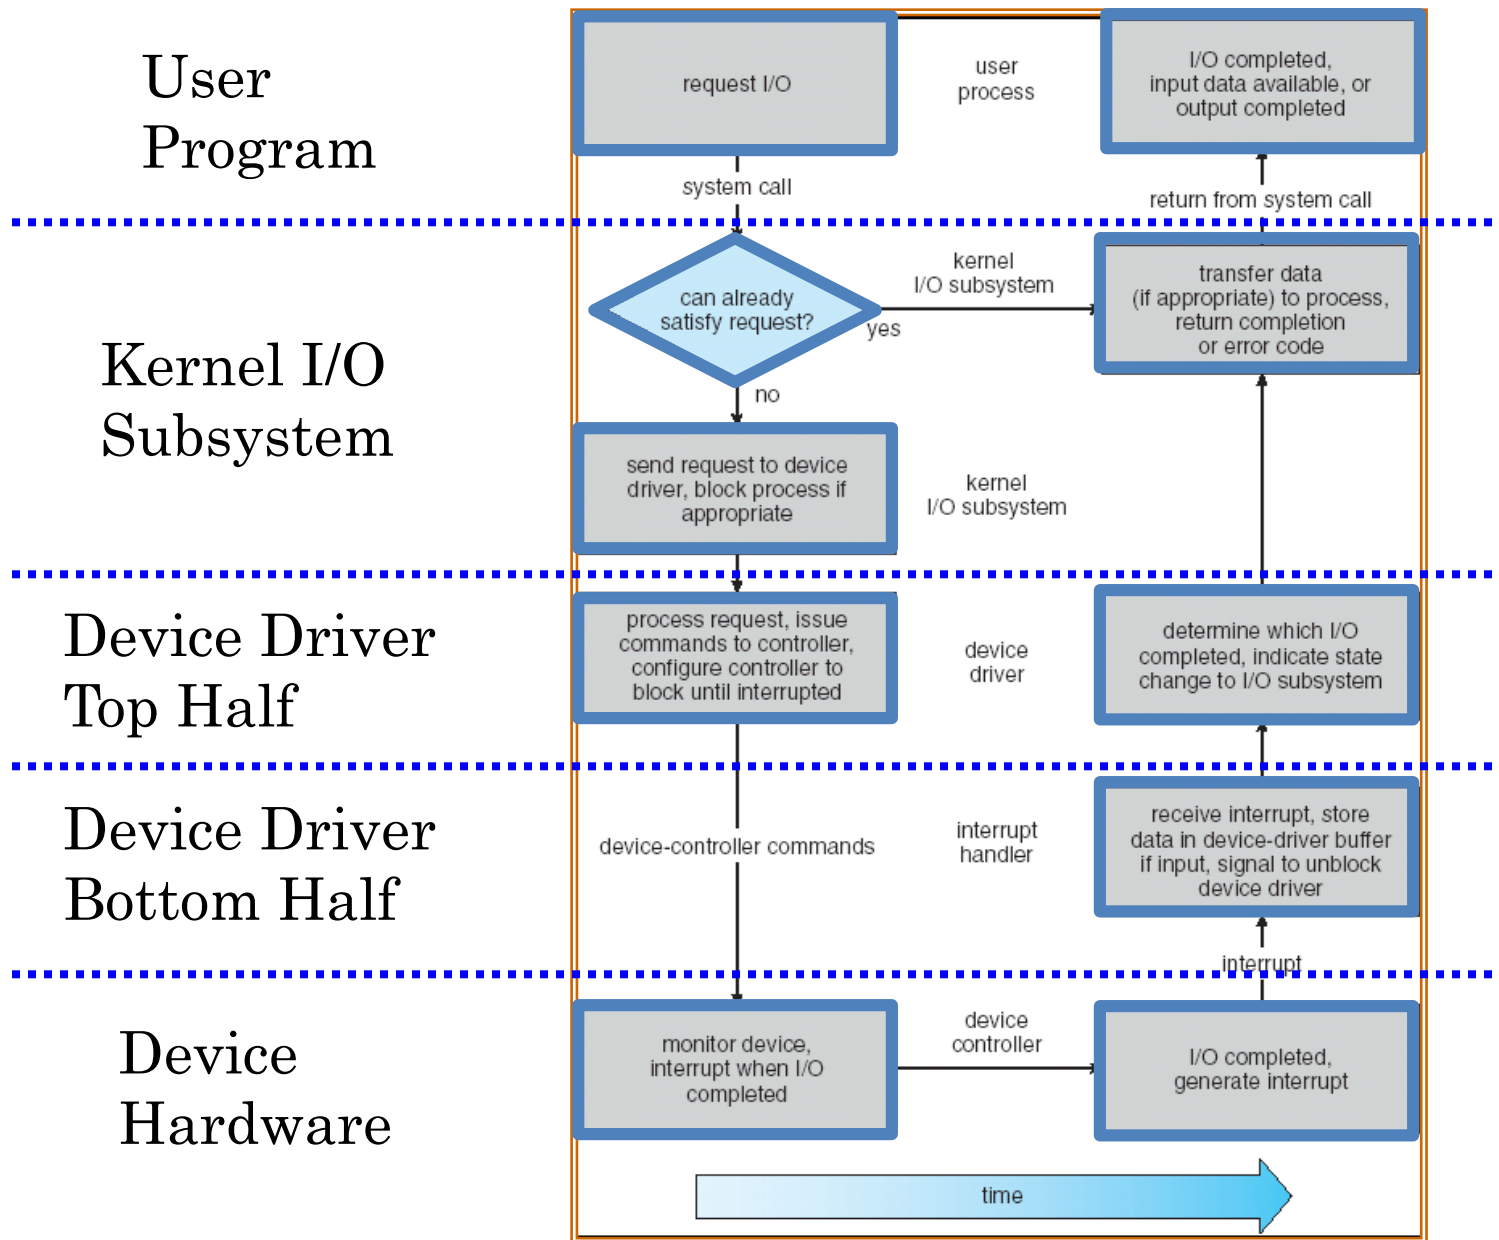 User
Program
request I/O
user
process
I/O completed,
input data available, or
output completed
system call
return from system call
Kernel I/O
Subsystem
can already
satisfy request?
yes
kernel
I/O subsystem
transfer data
(if appropriate) to process,
return completion
or error code
no
send request to device
driver, block process if
appropriate
kernel
I/O subsystem
Device Driver
Top Half
process request, issue
commands to controller,
configure controller to
block until interrupted
device
driver
determine which I/O
completed, indicate state
change to I/O subsystem
Device Driver
Bottom Half
device-controller commands
interrupt
handler
receive interrupt, store
data in device-driver buffer
if input, signal to unblock
device driver
interrupt
Device
Hardware
monitor device,
interrupt when I/O
completed
device
controller
I/O completed,
generate interrupt
time